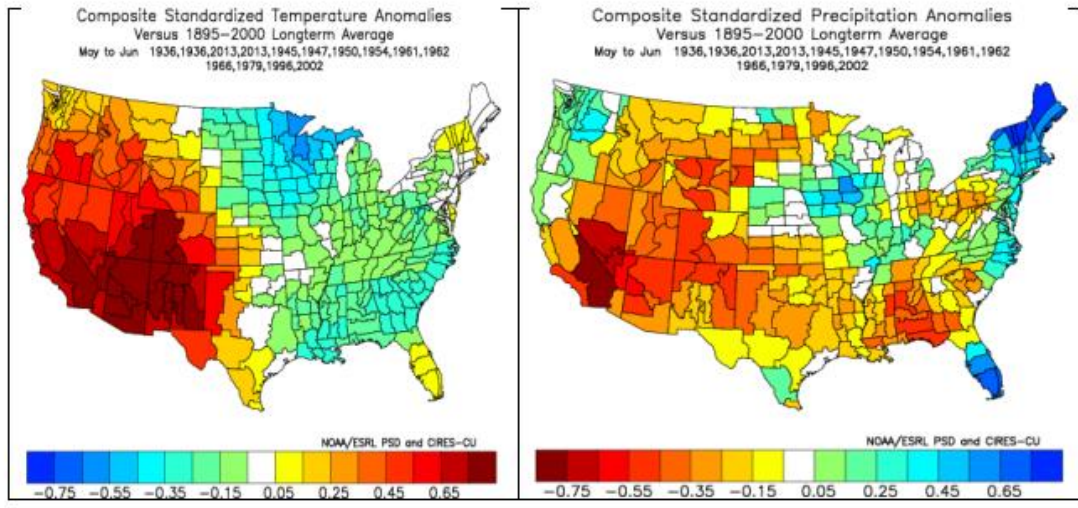 Composite Standardized Temperature Anomalies
Versus 1895-2000 Longterm Average
May to Jun 1936,1936,2013,2013,1945,1947,1950,1954,1961,1962
1966,1979,1996,2002
NOAA/ESRL PSD and CIRES-CU
-0.75 -0.55 -0.35 -0.15 0.05 0.25 0.45 0.65
Composite Standardized Precipitation Anomalies
Versus 1895-2000 Longterm Average
May to Jun 1936,1936,2013,2013,1945,1947,1950,1954,1961,1962
1966,1979,1996,2002
NOAA/ESRL PSD and CIRES-CU
-0.75 -0.55 -0.35 -0.15 0.05 0.25 0.45 0.65